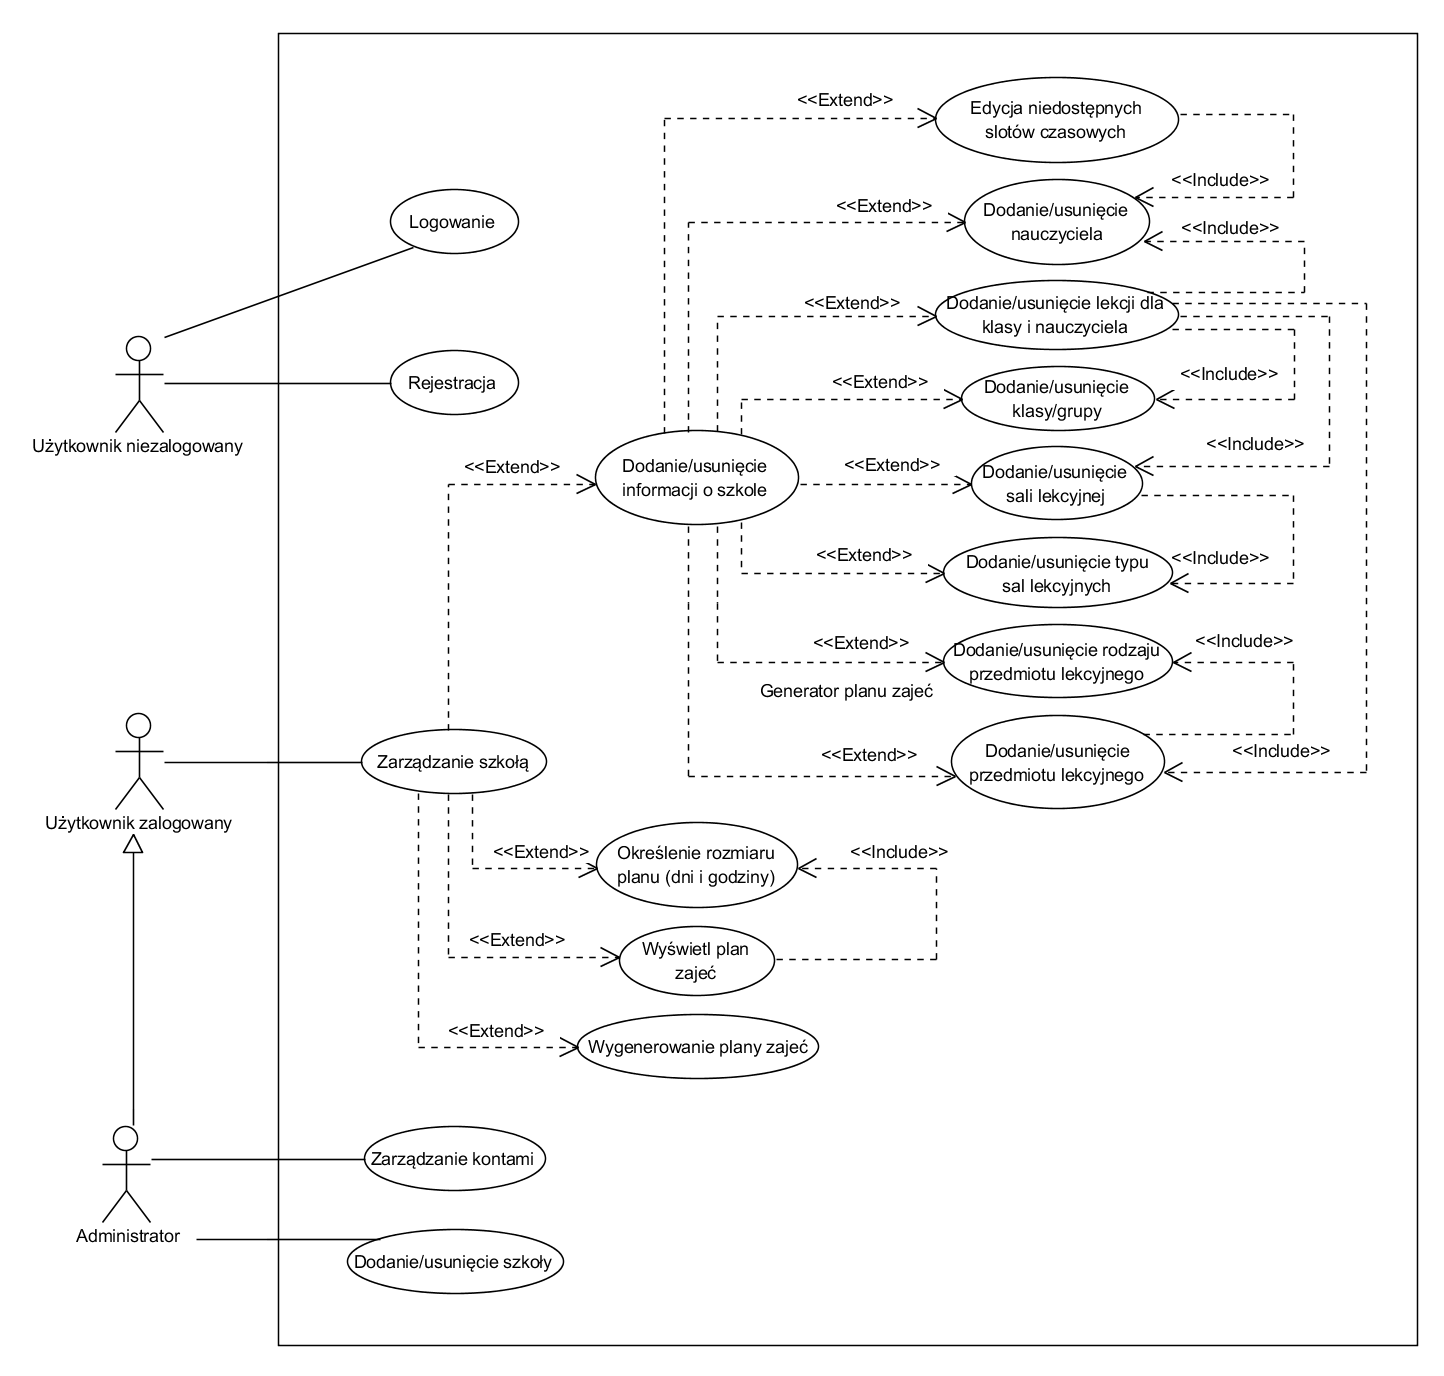 <<Extend>>
Edycja niedostępnych
slotów czasowych
<<Include>>
<<Extend>>
Dodanie/usunięcie
nauczyciela
<<Include>>
Logowanie
<<Extend>>
Dodanie/usunięcie lekcji dla
klasy i nauczyciela
<<Include>>
<<Extend>>
Dodanie/usunięcie
klasy/grupy
Rejestracja
Użytkownik niezalogowany
<<Include>>
<<Extend>>
Dodanie/usunięcie
informacji o szkole
<<Extend>>
Dodanie/usunięcie
sali lekcyjnej
<<Extend>>
Dodanie/usunięcie typu
sal lekcyjnych
<<Include>>
<<Extend>>
Dodanie/usunięcie rodzaju
przedmiotu lekcyjnego
<<Include>>
Generator planu zajeć
<<Extend>>
Dodanie/usunięcie
przedmiotu lekcyjnego
<<Include>>
Zarządzanie szkołą
Użytkownik zalogowany
<<Extend>>
Określenie rozmiaru
planu (dni i godziny)
<<Include>>
<<Extend>>
Wyświetl plan
zajeć
<<Extend>>
Wygenerowanie plany zajeć
Zarządzanie kontami
Administrator
Dodanie/usunięcie szkoły